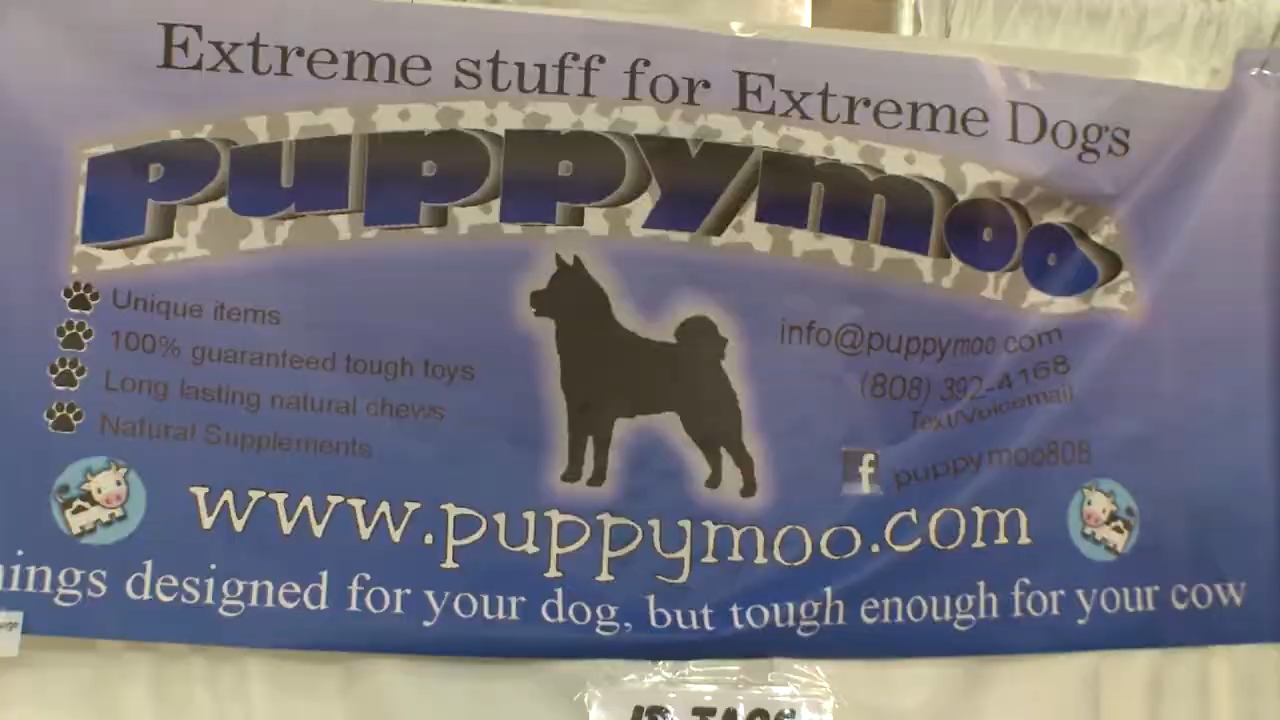 Extreme stuff for Extreme Dogs
puppymoo
Unique items
100% guaranteed tough toys
Long lasting natural chews
Natural Supplements
info@puppymoo.com
(808) 392-4168
Text/Voicemail
f puppymoo808
www.puppymoo.com
ings designed for your dog, but tough enough for your cow
ID TAGS